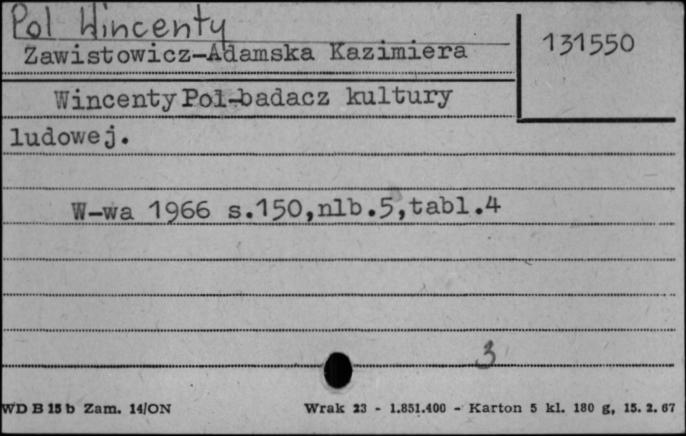 Pol Wincenty
Zawistowicz-Adamska Kazimiera
131550
Wincenty Pol-badacz kultury
ludowej.
W-wa 1966 s.150,nlb.5,tabl.4
3
WD B 15 b Zam. 14/ON
Wrak 23 - 1.851.400 - Karton 5 kl. 180 g, 15. 2. 67